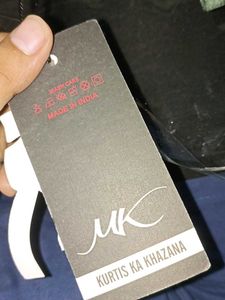 WASH CARE
MADE IN INDIA
MK
KURTIS KA KHAZANA